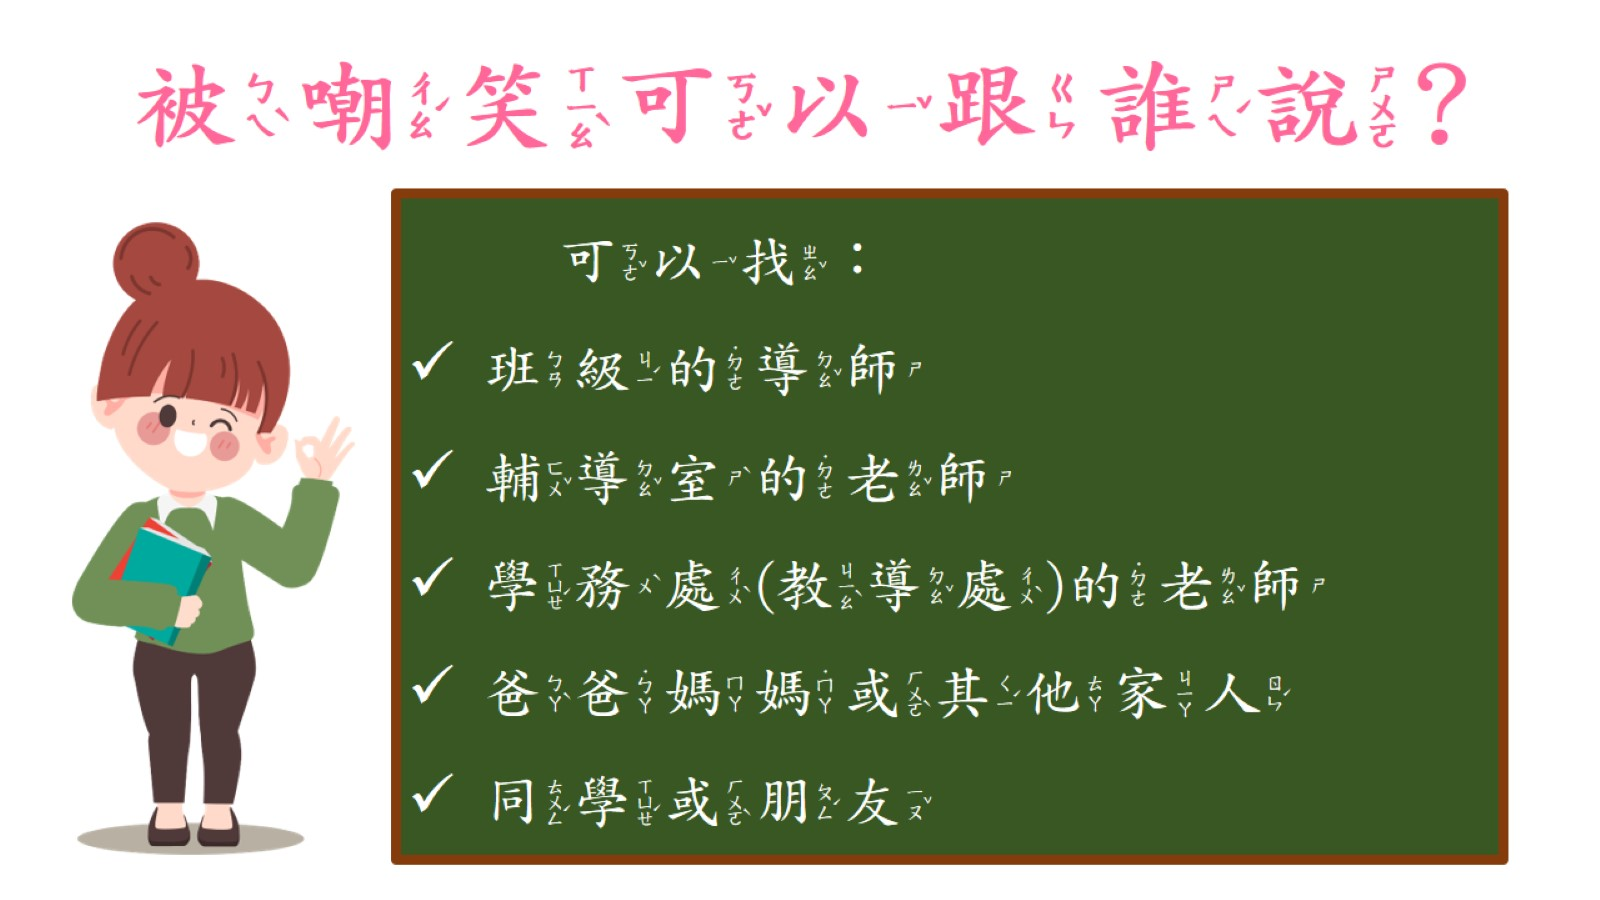 被嘲笑可以跟誰說？
可以找：
✓ 班級的導師
✓ 輔導室的老師
✓ 學務處(教導處)的老師
✓ 爸爸媽媽或其他家人
✓ 同學或朋友